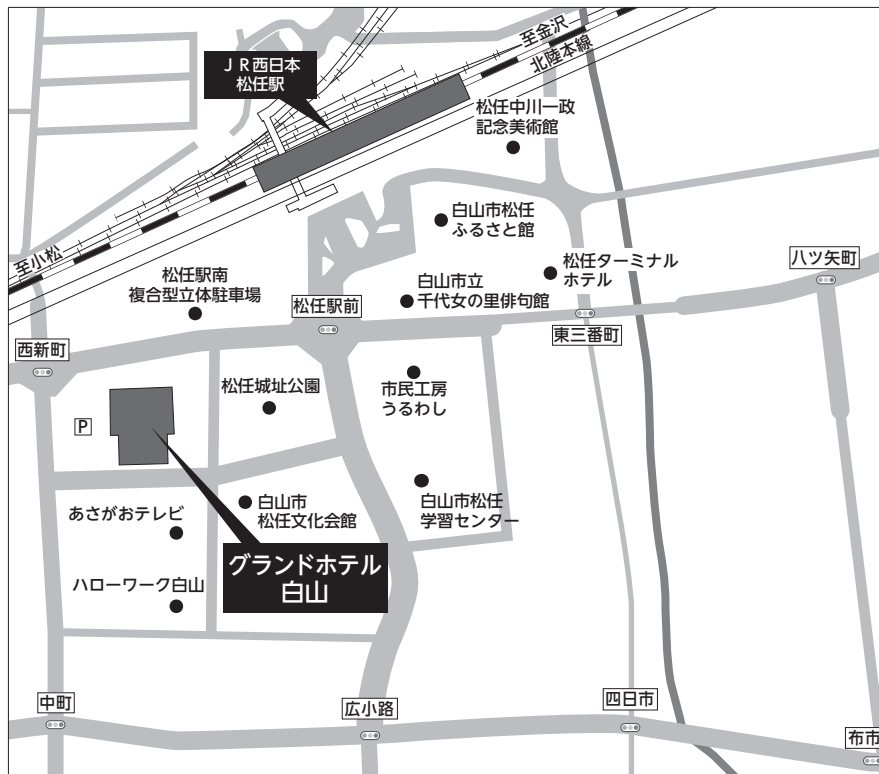 至金沢
北陸本線
ＪＲ西日本
松任駅
松任中川一政
記念美術館
白山市松任
ふるさと館
至小松
松任ターミナル
ホテル
八ツ矢町
松任駅南
複合型立体駐車場
白山市立
千代女の里俳句館
松任駅前
東三番町
西新町
松任城址公園
市民工房
うるわし
P
あさがおテレビ
白山市
松任文化会館
白山市松任
学習センター
グランドホテル
白山
ハローワーク白山
中町
広小路
四日市
布市